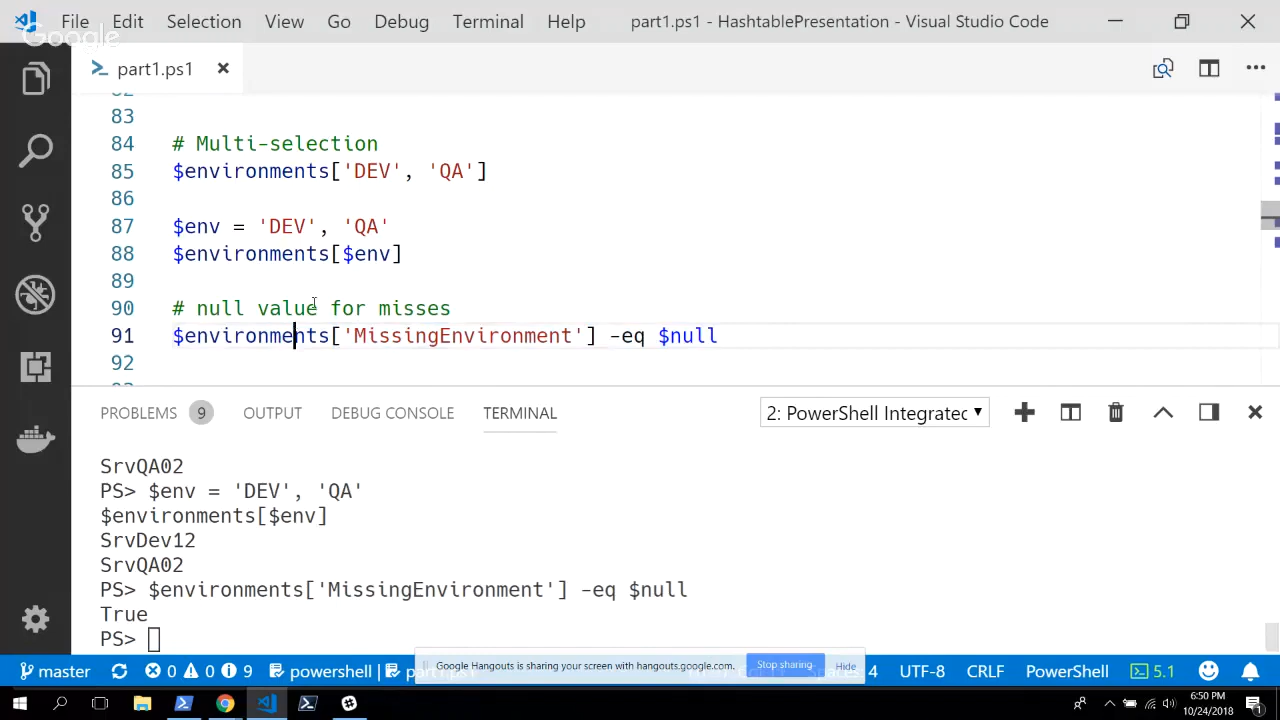 File Edit Selection View Go Debug Terminal Help part1.ps1 - HashtablePresentation - Visual Studio Code
Google
part1.ps1
83
84 # Multi-selection
85 $environments['DEV', 'QA']
86
87 $env = 'DEV', 'QA'
88 $environments[$env]
89
90 # null value for misses
91 $environments['MissingEnvironment'] -eq $null
92
PROBLEMS 9 OUTPUT DEBUG CONSOLE TERMINAL 2: PowerShell Integrated
SrvQA02
PS> $env = 'DEV', 'QA'
$environments[$env]
SrvDev12
SrvQA02
PS> $environments['MissingEnvironment'] -eq $null
True
PS>
Google Hangouts is sharing your screen with hangouts.google.com. Stop sharing Hide
master 0 0 9 powershell | part1.ps1 4 UTF-8 CRLF PowerShell 5.1
6:50 PM
10/24/2018
1